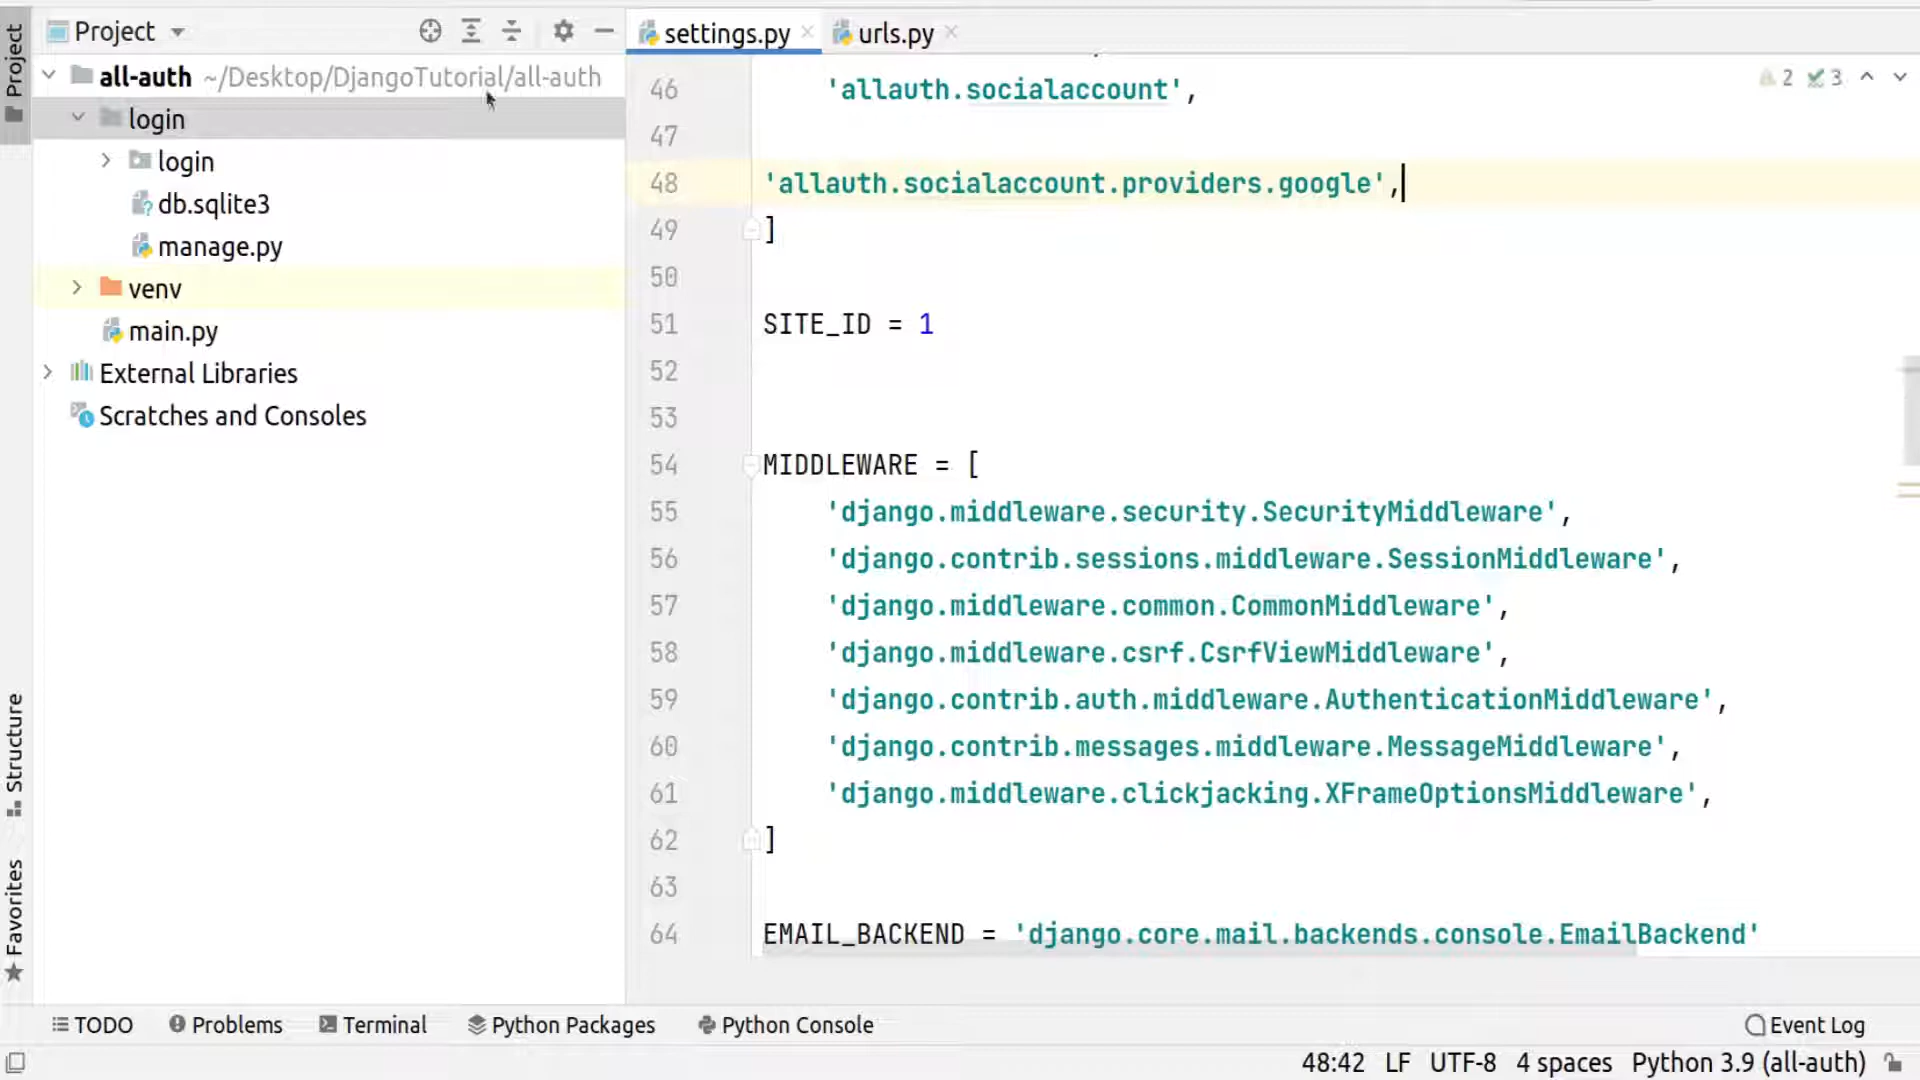 Project
settings.py
urls.py
Project
all-auth ~/Desktop/DjangoTutorial/all-auth
login
login
db.sqlite3
manage.py
venv
main.py
External Libraries
Scratches and Consoles
Structure
Favorites
2 3
46 'allauth.socialaccount',
47
48 'allauth.socialaccount.providers.google',
49 ]
50
51 SITE_ID = 1
52
53
54 MIDDLEWARE = [
55 'django.middleware.security.SecurityMiddleware',
56 'django.contrib.sessions.middleware.SessionMiddleware',
57 'django.middleware.common.CommonMiddleware',
58 'django.middleware.csrf.CsrfViewMiddleware',
59 'django.contrib.auth.middleware.AuthenticationMiddleware',
60 'django.contrib.messages.middleware.MessageMiddleware',
61 'django.middleware.clickjacking.XFrameOptionsMiddleware',
62 ]
63
64 EMAIL_BACKEND = 'django.core.mail.backends.console.EmailBackend'
TODO Problems Terminal Python Packages Python Console Event Log
48:42 LF UTF-8 4 spaces Python 3.9 (all-auth)